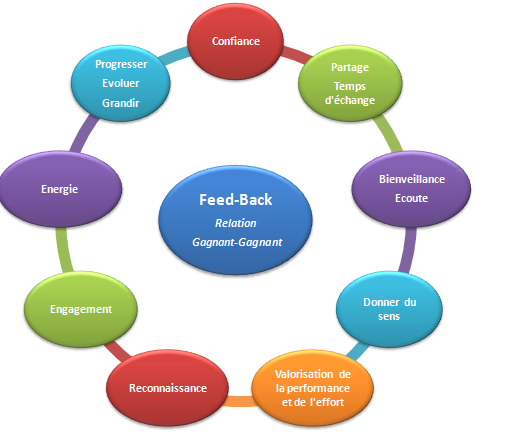 Confiance
Partage
Temps
d'échange
Bienveillance
Ecoute
Donner du
sens
Valorisation de
la performance
et de l'effort
Reconnaissance
Engagement
Energie
Progresser
Evoluer
Grandir
Feed-Back
Relation
Gagnant-Gagnant